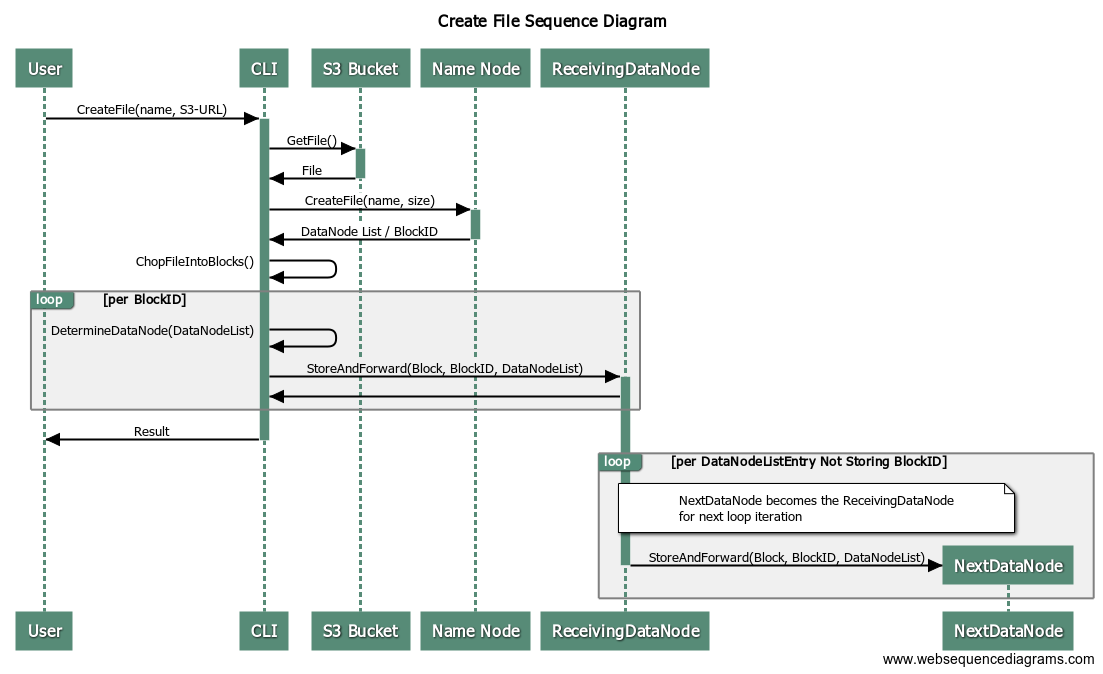 Create File Sequence Diagram
User
CLI
S3 Bucket
Name Node
ReceivingDataNode
CreateFile(name, S3-URL)
GetFile()
File
CreateFile(name, size)
DataNode List / BlockID
ChopFileIntoBlocks()
loop
[per BlockID]
DetermineDataNode(DataNodeList)
StoreAndForward(Block, BlockID, DataNodeList)
Result
loop
[per DataNodeListEntry Not Storing BlockID]
NextDataNode becomes the ReceivingDataNode
for next loop iteration
StoreAndForward(Block, BlockID, DataNodeList)
NextDataNode
User
CLI
S3 Bucket
Name Node
ReceivingDataNode
NextDataNode
www.websequencediagrams.com